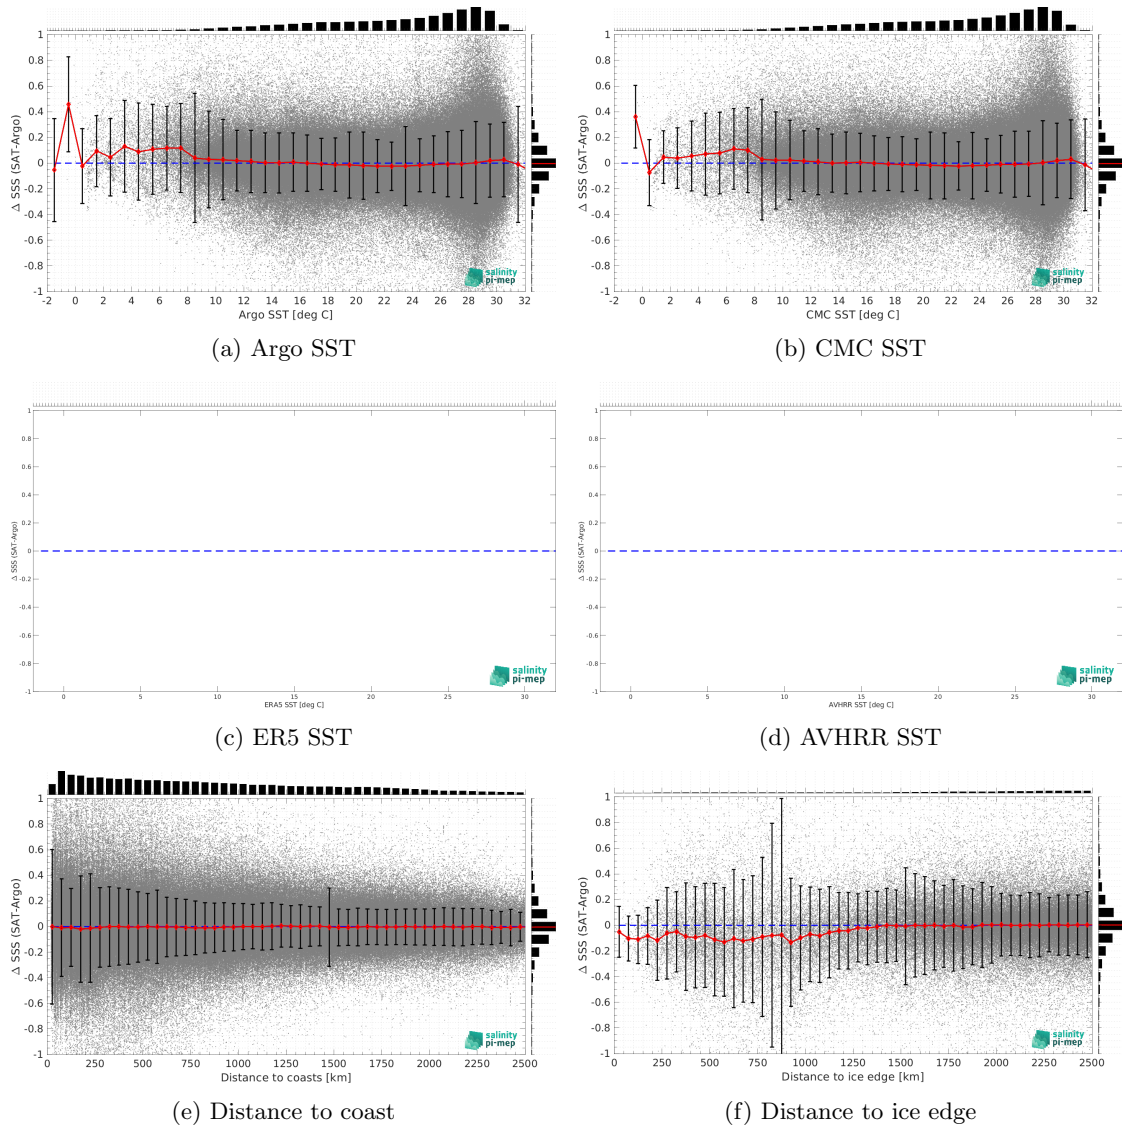 1
0.8
0.6
0.4
0.2
0
-0.2
-0.4
-0.6
-0.8
-1
Δ SSS (SAT-Argo)
-2 0 2 4 6 8 10 12 14 16 18 20 22 24 26 28 30 32
Argo SST [deg C]
salinity
pi-mep
(a) Argo SST
1
0.8
0.6
0.4
0.2
0
-0.2
-0.4
-0.6
-0.8
-1
Δ SSS (SAT-Argo)
-2 0 2 4 6 8 10 12 14 16 18 20 22 24 26 28 30 32
CMC SST [deg C]
salinity
pi-mep
(b) CMC SST
1
0.8
0.6
0.4
0.2
0
-0.2
-0.4
-0.6
-0.8
-1
Δ SSS (SAT-Argo)
0 5 10 15 20 25 30
ERA5 SST [deg C]
salinity
pi-mep
(c) ER5 SST
1
0.8
0.6
0.4
0.2
0
-0.2
-0.4
-0.6
-0.8
-1
Δ SSS (SAT-Argo)
0 5 10 15 20 25 30
AVHRR SST [deg C]
salinity
pi-mep
(d) AVHRR SST
1
0.8
0.6
0.4
0.2
0
-0.2
-0.4
-0.6
-0.8
-1
Δ SSS (SAT-Argo)
0 250 500 750 1000 1250 1500 1750 2000 2250 2500
Distance to coasts [km]
salinity
pi-mep
(e) Distance to coast
1
0.8
0.6
0.4
0.2
0
-0.2
-0.4
-0.6
-0.8
-1
Δ SSS (SAT-Argo)
0 250 500 750 1000 1250 1500 1750 2000 2250 2500
Distance to ice edge [km]
salinity
pi-mep
(f) Distance to ice edge